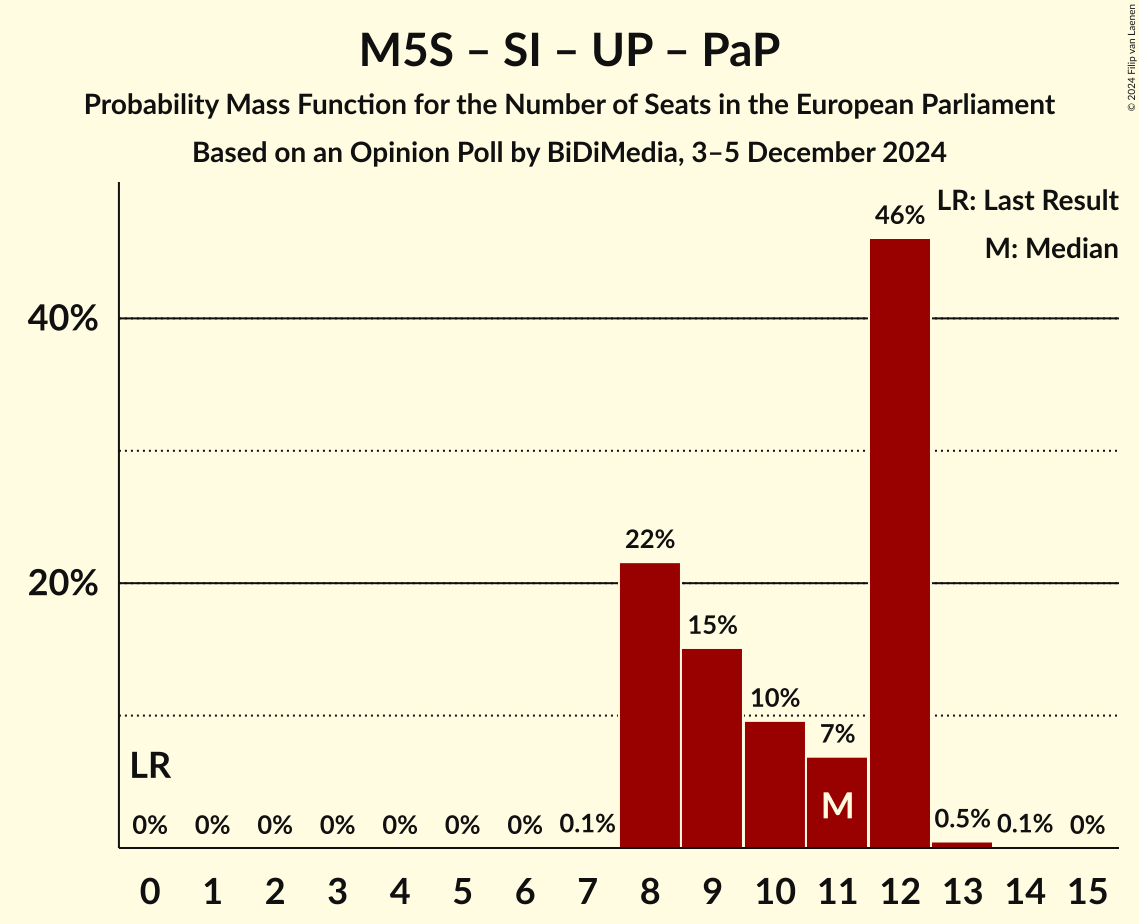 M5S – SI – UP – PaP
Probability Mass Function for the Number of Seats in the European Parliament
Based on an Opinion Poll by BiDiMedia, 3–5 December 2024
© 2024 Filip van Laenen
LR: Last Result
M: Median
40%
20%
LR
M
0% 0% 0% 0% 0% 0% 0% 0.1% 22% 15% 10% 7% 46% 0.5% 0.1% 0%
0 1 2 3 4 5 6 7 8 9 10 11 12 13 14 15